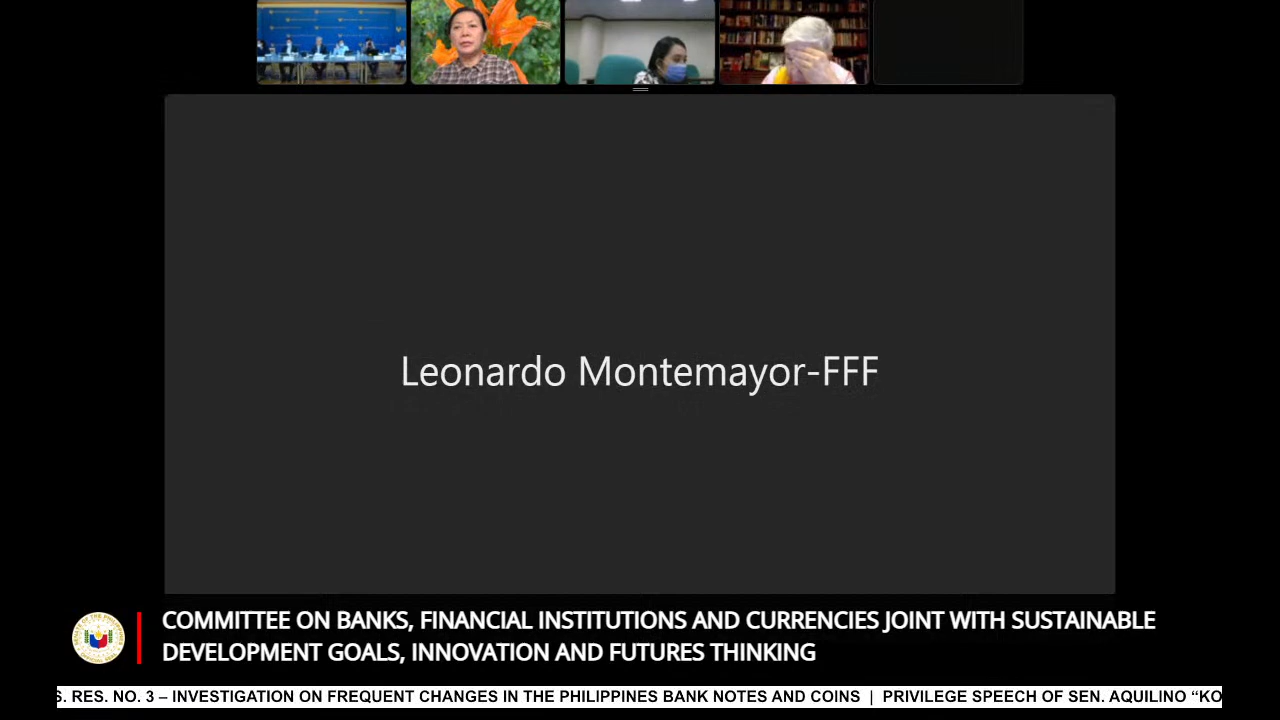 Leonardo Montemayor-FFF
COMMITTEE ON BANKS, FINANCIAL INSTITUTIONS AND CURRENCIES JOINT WITH SUSTAINABLE
DEVELOPMENT GOALS, INNOVATION AND FUTURES THINKING
S. RES. NO. 3 – INVESTIGATION ON FREQUENT CHANGES IN THE PHILIPPINES BANK NOTES AND COINS | PRIVILEGE SPEECH OF SEN. AQUILINO “KO